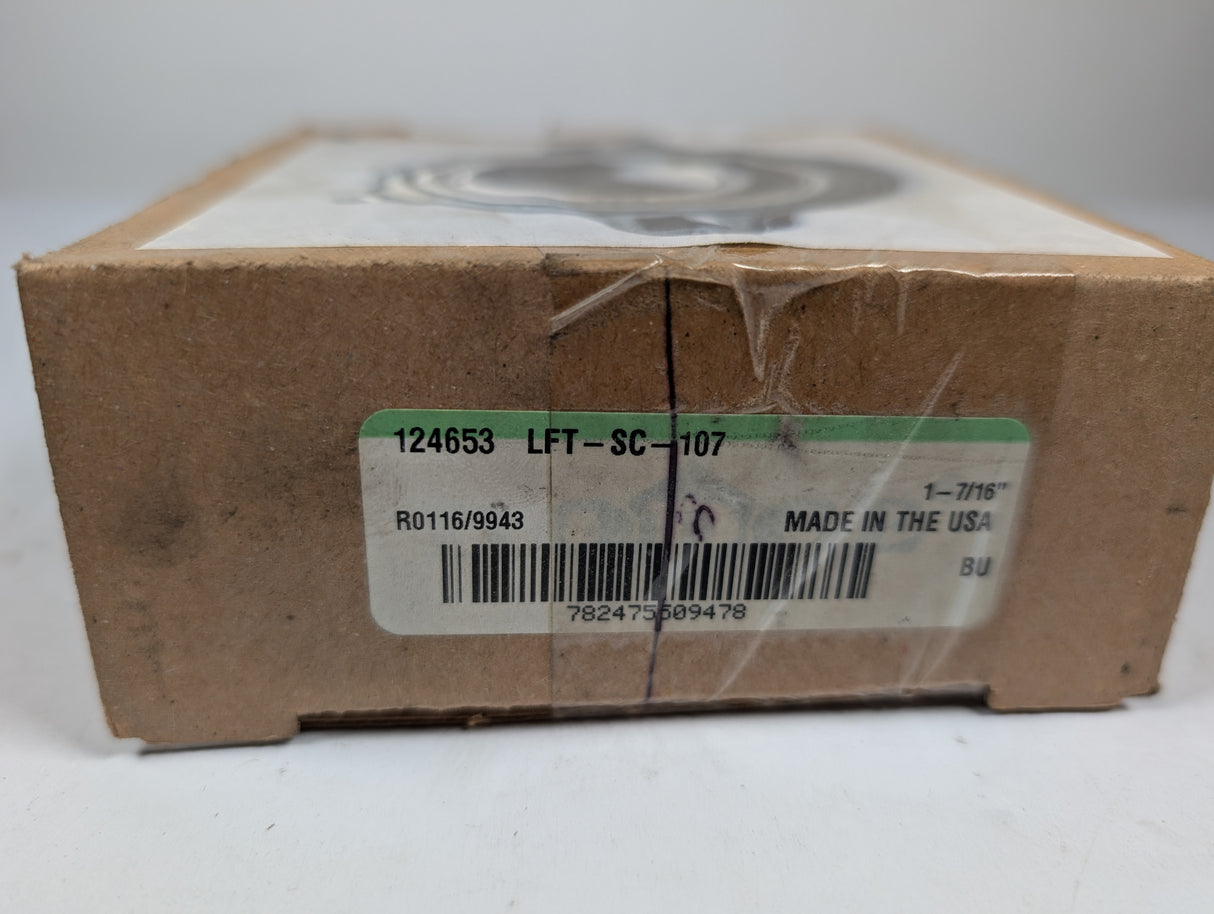 124653 LFT-SC-107
1-7/16"
R0116/9943 MADE IN THE USA
BU
782475509478